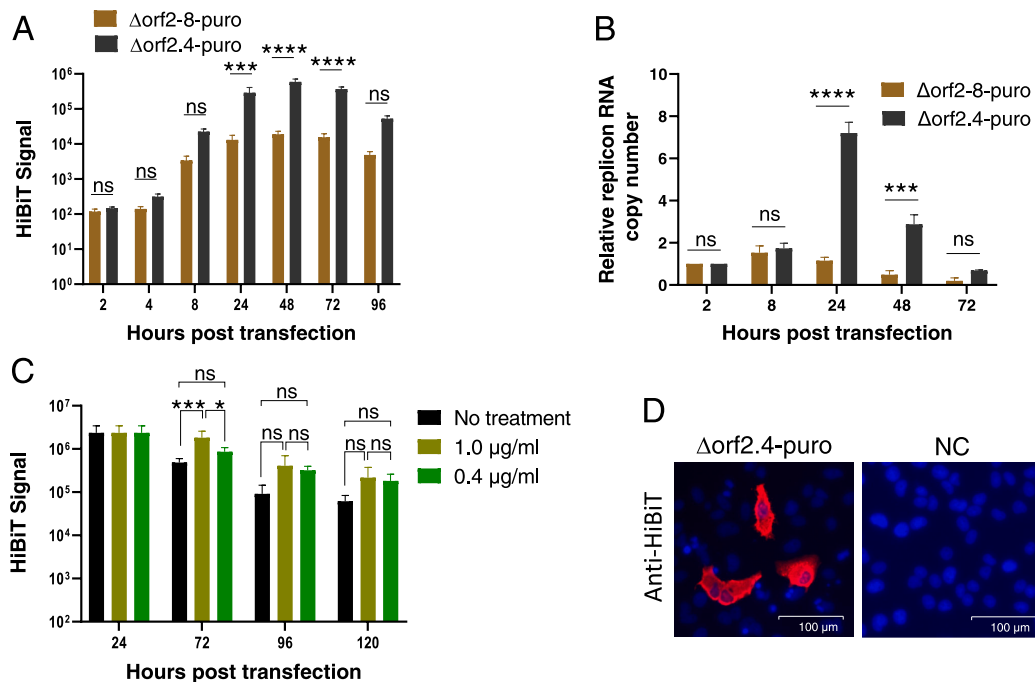 A
Δorf2-8-puro
Δorf2.4-puro
HiBiT Signal
10⁶
10⁵
10⁴
10³
10²
10¹
10⁰
ns
ns
ns
***
****
****
ns
2 4 8 24 48 72 96
Hours post transfection
B
Relative replicon RNA
copy number
10
8
6
4
2
0
ns
ns
****
***
ns
Δorf2-8-puro
Δorf2.4-puro
2 8 24 48 72
Hours post transfection
C
HiBiT Signal
10⁷
10⁶
10⁵
10⁴
10³
10²
ns
*** *
ns
ns ns
ns
ns ns
No treatment
1.0 µg/ml
0.4 µg/ml
24 72 96 120
Hours post transfection
D
Δorf2.4-puro NC
Anti-HiBiT
100 µm
100 µm